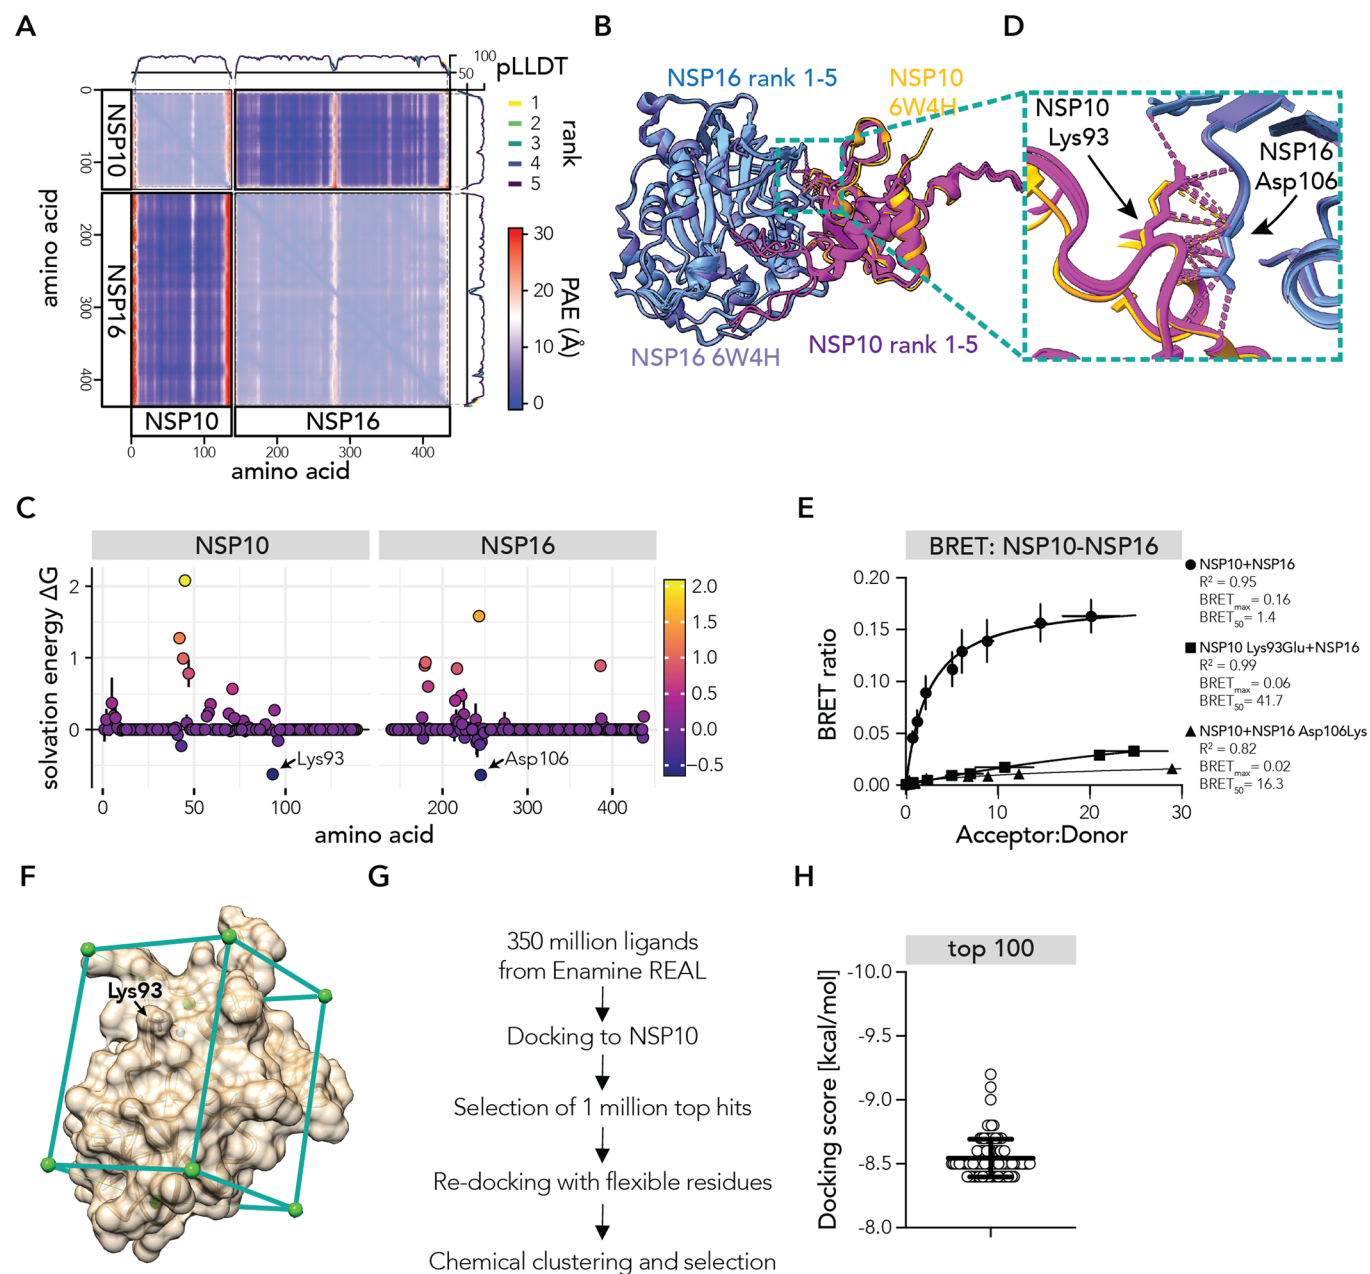 A
100
50
pLLDT
1
2
3
4
5
rank
0
100
200
300
400
amino acid
NSP10
NSP16
30
20
10
0
PAE (Å)
NSP10
NSP16
0
100
200
300
400
amino acid
B
NSP16 rank 1-5
NSP10
6W4H
NSP16 6W4H
NSP10 rank 1-5
D
NSP10
Lys93
NSP16
Asp106
C
NSP10
NSP16
solvation energy ΔG
2
1
0
Lys93
Asp106
0
50
100
200
300
400
amino acid
2.0
1.5
1.0
0.5
0.0
−0.5
E
BRET: NSP10-NSP16
BRET ratio
0.20
0.15
0.10
0.05
0.00
0
10
20
30
Acceptor:Donor
NSP10+NSP16
R² = 0.95
BRETmax = 0.16
BRET50 = 1.4
NSP10 Lys93Glu+NSP16
R² = 0.99
BRETmax = 0.06
BRET50 = 41.7
NSP10+NSP16 Asp106Lys
R² = 0.82
BRETmax = 0.02
BRET50 = 16.3
F
Lys93
G
350 million ligands
from Enamine REAL
Docking to NSP10
Selection of 1 million top hits
Re-docking with flexible residues
Chemical clustering and selection
H
top 100
Docking score [kcal/mol]
-10.0
-9.5
-9.0
-8.5
-8.0